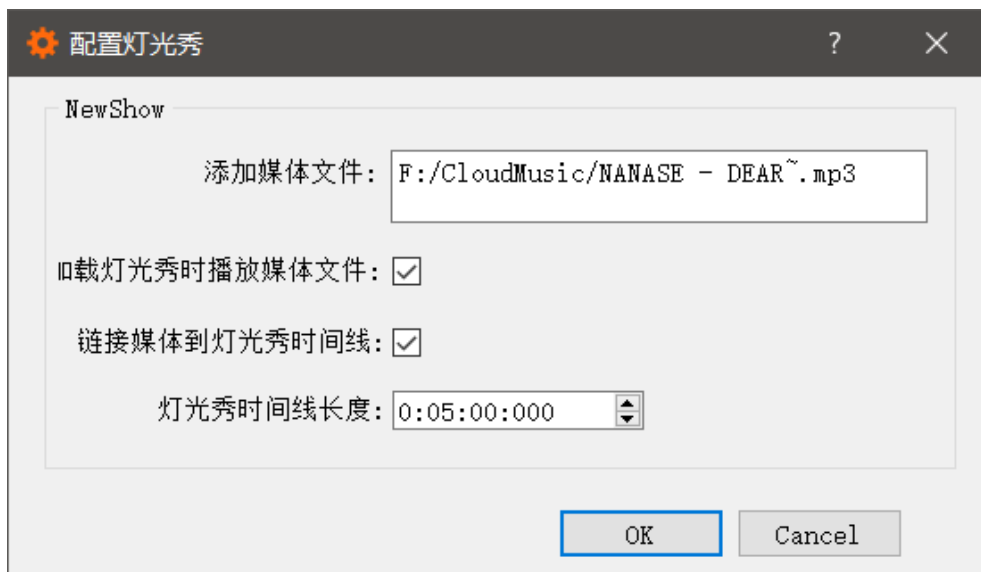 配置灯光秀
?
NewShow
添加媒体文件: F:/CloudMusic/NANASE - DEAR~.mp3
载灯光秀时播放媒体文件:
链接媒体到灯光秀时间线:
灯光秀时间线长度: 0:05:00:000
OK Cancel